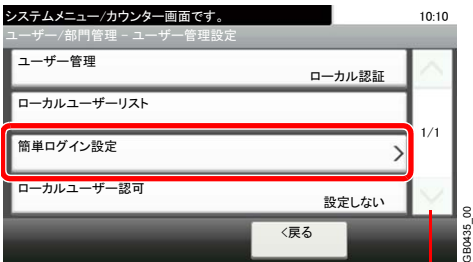 システムメニュー/カウンター画面です。 10:10
ユーザー/部門管理 - ユーザー管理設定
ユーザー管理
ローカル認証
ローカルユーザーリスト
1/1
簡単ログイン設定
ローカルユーザー認可
設定しない
<戻る
GB0435_00